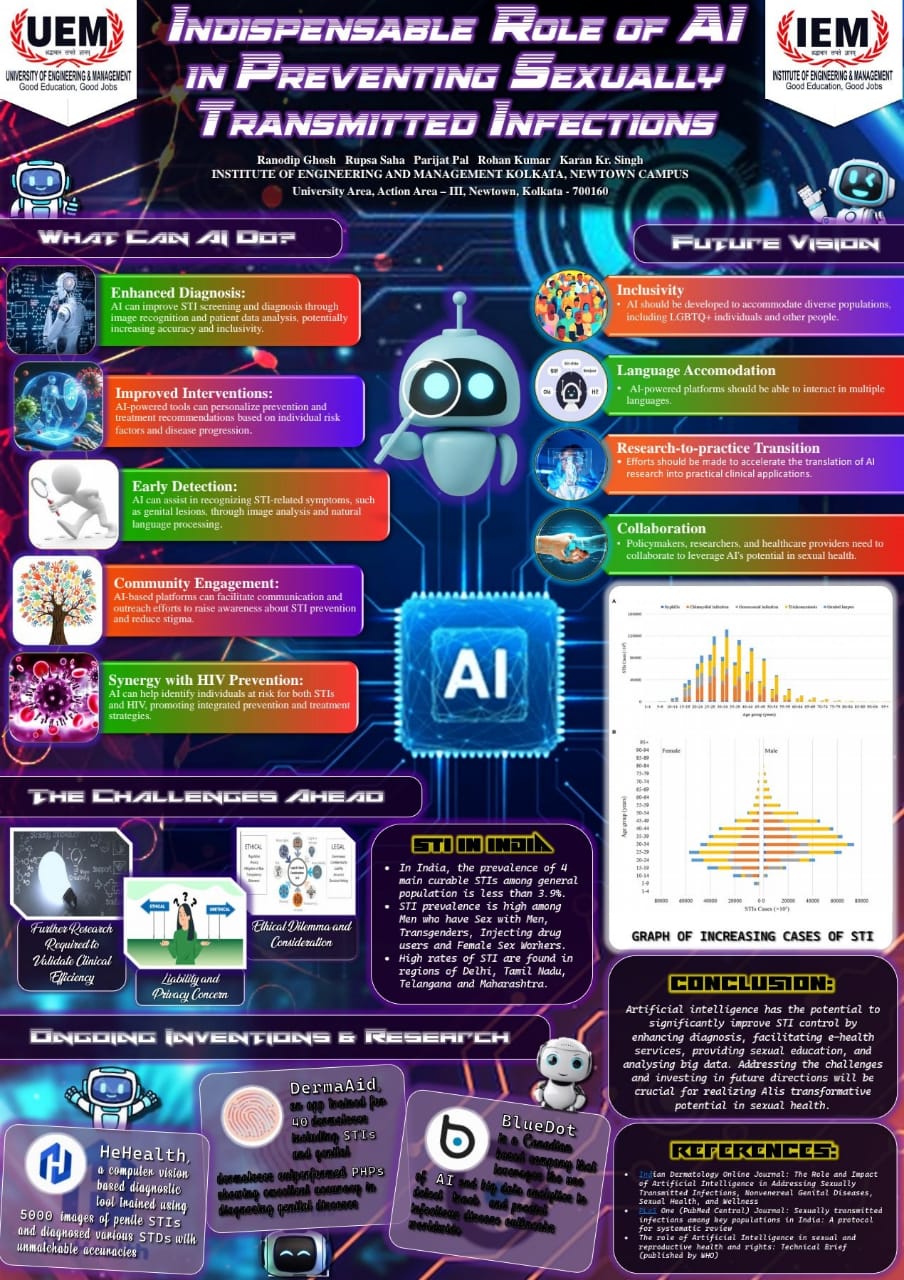 UEM
UNIVERSITY OF ENGINEERING & MANAGEMENT
Good Education, Good Jobs
INDISPENSABLE ROLE OF AI
IN PREVENTING SEXUALLY
TRANSMITTED INFECTIONS
IEM
INSTITUTE OF ENGINEERING & MANAGEMENT
Good Education, Good Jobs
Ranodip Ghosh Rupsa Saha Parijat Pal Rohan Kumar Karan Kr. Singh
INSTITUTE OF ENGINEERING AND MANAGEMENT KOLKATA, NEWTOWN CAMPUS
University Area, Action Area – III, Newtown, Kolkata - 700160
WHAT CAN AI DO?
Enhanced Diagnosis:
AI can improve STI screening and diagnosis through
image recognition and patient data analysis, potentially
increasing accuracy and inclusivity.
Improved Interventions:
AI-powered tools can personalize prevention and
treatment recommendations based on individual risk
factors and disease progression.
Early Detection:
AI can assist in recognizing STI-related symptoms, such
as genital lesions, through image analysis and natural
language processing.
Community Engagement:
AI-based platforms can facilitate communication and
outreach efforts to raise awareness about STI prevention
and reduce stigma.
Synergy with HIV Prevention:
AI can help identify individuals at risk for both STIs
and HIV, promoting integrated prevention and treatment
strategies.
AI
FUTURE VISION
Inclusivity
• AI should be developed to accommodate diverse populations,
including LGBTQ+ individuals and other people.
Language Accomodation
• AI-powered platforms should be able to interact in multiple
languages.
Research-to-practice Transition
• Efforts should be made to accelerate the translation of AI
research into practical clinical applications.
Collaboration
• Policymakers, researchers, and healthcare providers need to
collaborate to leverage AI's potential in sexual health.
A
Syphilis Chlamydial infection Gonococcal infection Trichomoniasis Genital herpes
Age group (years)
B
Female Male
Age group (years)
95+
90-94
85-89
80-84
75-79
70-74
65-69
60-64
55-59
50-54
45-49
40-44
35-39
30-34
25-29
20-24
15-19
10-14
5-9
1-4
80000 60000 40000 20000 0 0 20000 40000 60000 80000
STIs Cases
GRAPH OF INCREASING CASES OF STI
THE CHALLENGES AHEAD
Further Research
Required to
Validate Clinical
Efficiency
ETHICAL
UNETHICAL
Liability and
Privacy Concern
ETHICAL
LEGAL
Ethical Dilemma and
Consideration
STI IN INDIA
• In India, the prevalence of 4
main curable STIs among general
population is less than 3.9%.
• STI prevalence is high among
Men who have Sex with Men,
Transgenders, Injecting drug
users and Female Sex Workers.
• High rates of STI are found in
regions of Delhi, Tamil Nadu,
Telangana and Maharashtra.
CONCLUSION:
Artificial intelligence has the potential to
significantly improve STI control by
enhancing diagnosis, facilitating e-health
services, providing sexual education, and
analysing big data. Addressing the challenges
and investing in future directions will be
crucial for realizing AIis transformative
potential in sexual health.
ONGOING INVENTIONS & RESEARCH
HeHealth,
a computer vision
based diagnostic
tool trained using
5000 images of penile STIs
and diagnosed various STDs with
unmatchable accuracies
DermaAid,
an app trained for
40 dermatoses
including STIs
and genital
dermatoses outperformed PHPs
showing excellent accuracy in
diagnosing genital diseases
BlueDot
is a Canadian
based company that
leverages the use
of AI and big data analytics to
detect track and predict
infectious disease outbreaks
worldwide
REFERENCES:
• Indian Dermatology Online Journal: The Role and Impact
of Artificial Intelligence in Addressing Sexually
Transmitted Infections, Nonvenereal Genital Diseases,
Sexual Health, and Wellness
• PLoS One (PubMed Central) Journal: Sexually transmitted
infections among key populations in India: A protocol
for systematic review
• The role of Artificial Intelligence in sexual and
reproductive health and rights: Technical Brief
(published by WHO)